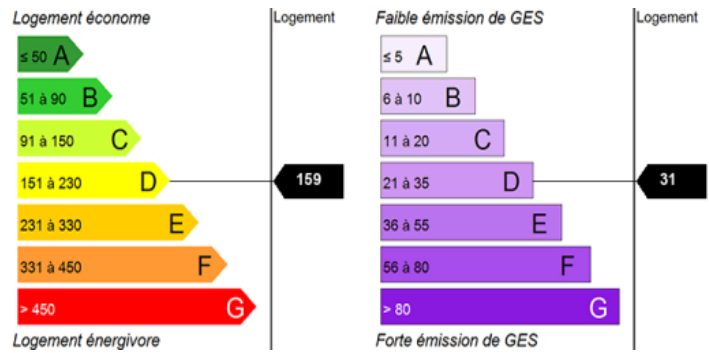 Logement économe
Logement
≤ 50 A
51 à 90 B
91 à 150 C
151 à 230 D
159
231 à 330 E
331 à 450 F
> 450 G
Logement énergivore
Faible émission de GES
Logement
≤ 5 A
6 à 10 B
11 à 20 C
21 à 35 D
31
36 à 55 E
56 à 80 F
> 80 G
Forte émission de GES